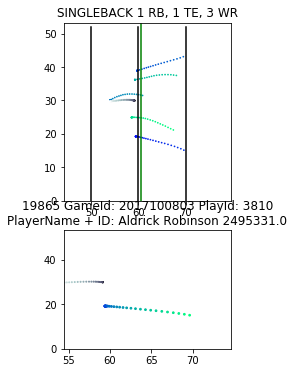 SINGLEBACK 1 RB, 1 TE, 3 WR
50
40
30
20
10
0
50 60 70
19865 GameId: 2017100803 PlayId: 3810
PlayerName + ID: Aldrick Robinson 2495331.0
40
20
0
55 60 65 70